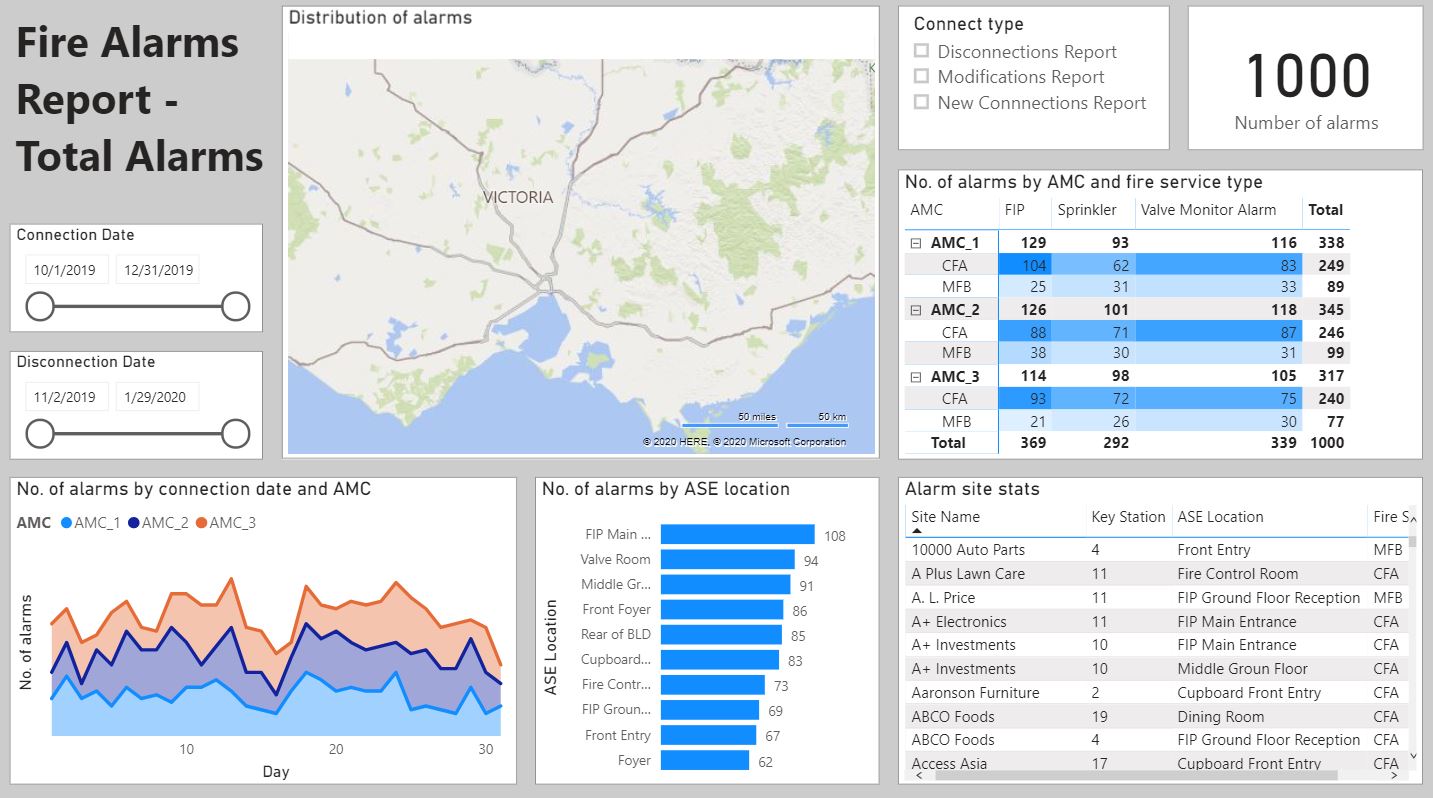 Fire Alarms
Report -
Total Alarms
Connection Date
10/1/2019 12/31/2019
Disconnection Date
11/2/2019 1/29/2020
Distribution of alarms
VICTORIA
50 miles 50 km
© 2020 HERE, © 2020 Microsoft Corporation
Connect type
Disconnections Report
Modifications Report
New Connnections Report
1000
Number of alarms
No. of alarms by AMC and fire service type
AMC FIP Sprinkler Valve Monitor Alarm Total
AMC_1 129 93 116 338
CFA 104 62 83 249
MFB 25 31 33 89
AMC_2 126 101 118 345
CFA 88 71 87 246
MFB 38 30 31 99
AMC_3 114 98 105 317
CFA 93 72 75 240
MFB 21 26 30 77
Total 369 292 339 1000
No. of alarms by connection date and AMC
AMC AMC_1 AMC_2 AMC_3
No. of alarms
10 20 30
Day
No. of alarms by ASE location
ASE Location
FIP Main ... 108
Valve Room 94
Middle Gr... 91
Front Foyer 86
Rear of BLD 85
Cupboard... 83
Fire Contr... 73
FIP Groun... 69
Front Entry 67
Foyer 62
Alarm site stats
Site Name Key Station ASE Location Fire S
10000 Auto Parts 4 Front Entry MFB
A Plus Lawn Care 11 Fire Control Room CFA
A. L. Price 11 FIP Ground Floor Reception MFB
A+ Electronics 11 FIP Main Entrance CFA
A+ Investments 10 FIP Main Entrance CFA
A+ Investments 10 Middle Groun Floor CFA
Aaronson Furniture 2 Cupboard Front Entry CFA
ABCO Foods 19 Dining Room CFA
ABCO Foods 4 FIP Ground Floor Reception CFA
Access Asia 17 Cupboard Front Entry CFA